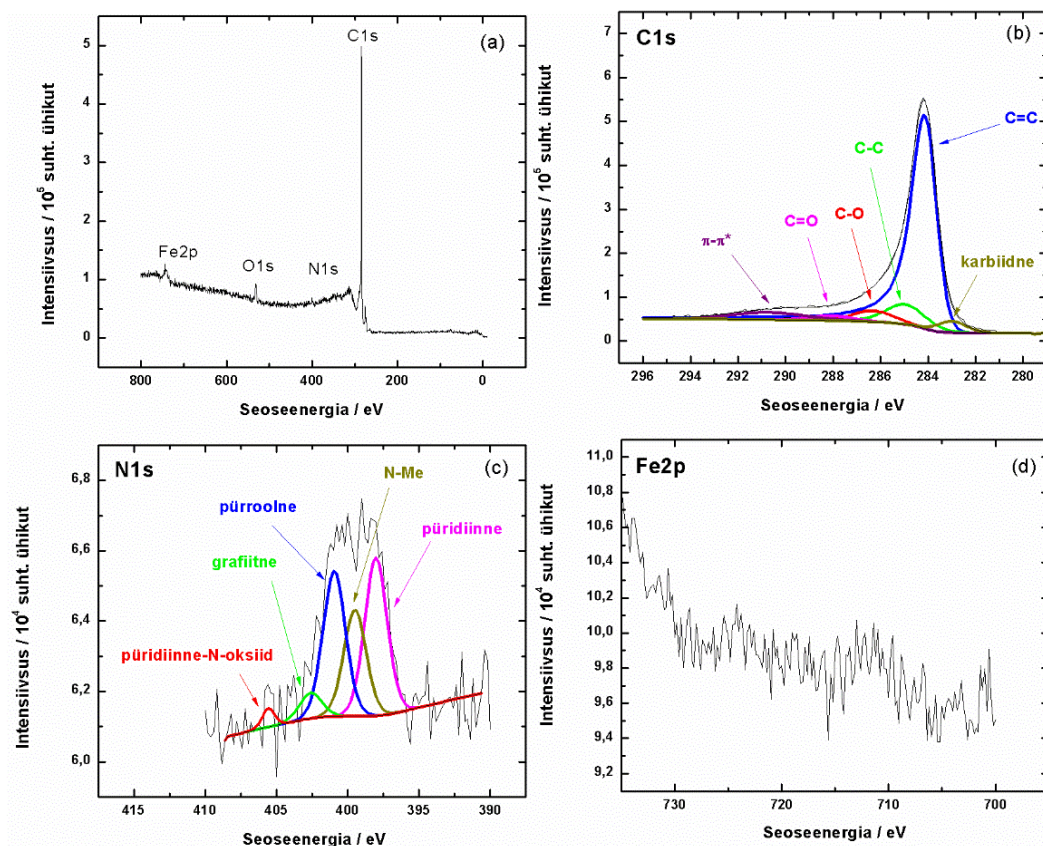 (a)
C1s
Fe2p
O1s
N1s
Intensiivsus / 10⁵ suht. ühikut
5
4
3
2
1
0
800 600 400 200 0
Seoseenergia / eV
C1s
(b)
C=C
C-C
C-O
C=O
π-π*
karbiidne
Intensiivsus / 10⁵ suht. ühikut
7
6
5
4
3
2
1
0
296 294 292 290 288 286 284 282 280
Seoseenergia / eV
N1s
(c)
N-Me
pürroolne
püridiinne
grafiitne
püridiinne-N-oksiid
Intensiivsus / 10⁴ suht. ühikut
6,8
6,6
6,4
6,2
6,0
415 410 405 400 395 390
Seoseenergia / eV
Fe2p
(d)
Intensiivsus / 10⁴ suht. ühikut
11,0
10,8
10,6
10,4
10,2
10,0
9,8
9,6
9,4
9,2
730 720 710 700
Seoseenergia / eV